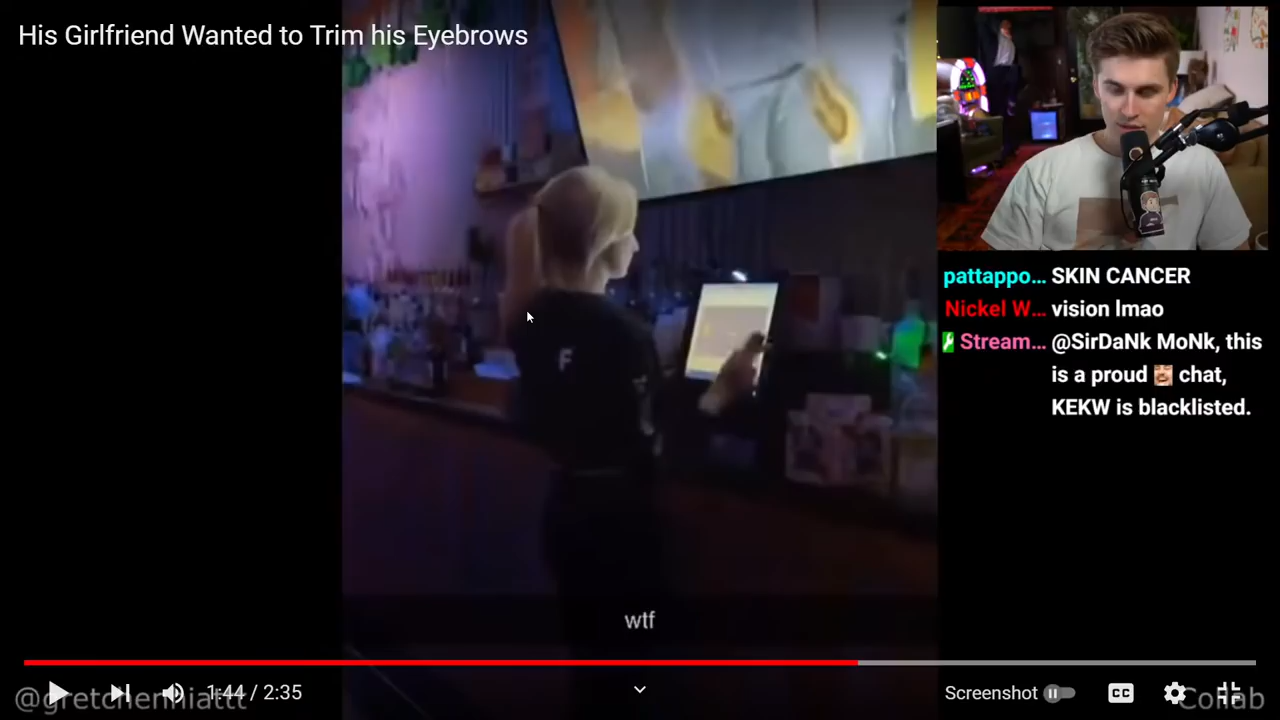 His Girlfriend Wanted to Trim his Eyebrows
pattappo... SKIN CANCER
Nickel W... vision lmao
Stream... @SirDaNk MoNk, this
is a proud chat,
KEKW is blacklisted.
F
wtf
1:44 / 2:35
Screenshot
CC
@gretchenhiattt
Collab